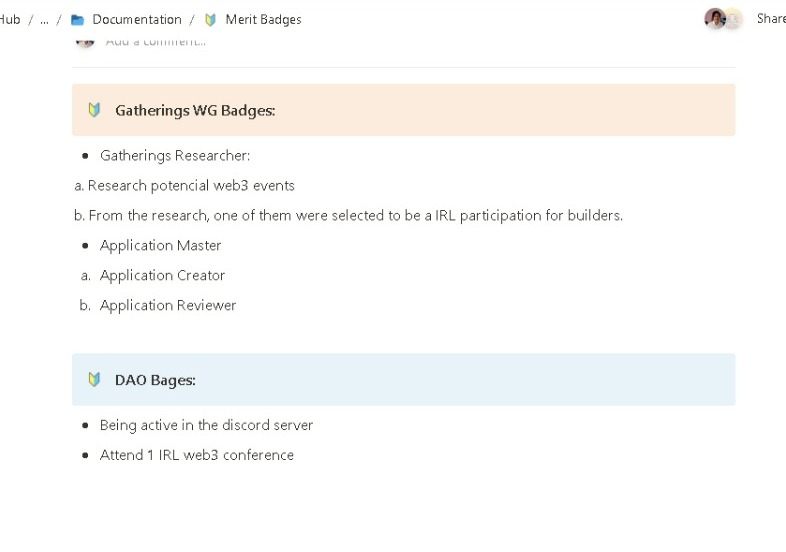 Hub / ... / Documentation / Merit Badges
Share
Add a comment...
Gatherings WG Badges:
Gatherings Researcher:
a. Research potencial web3 events
b. From the research, one of them were selected to be a IRL participation for builders.
Application Master
a. Application Creator
b. Application Reviewer
DAO Bages:
Being active in the discord server
Attend 1 IRL web3 conference